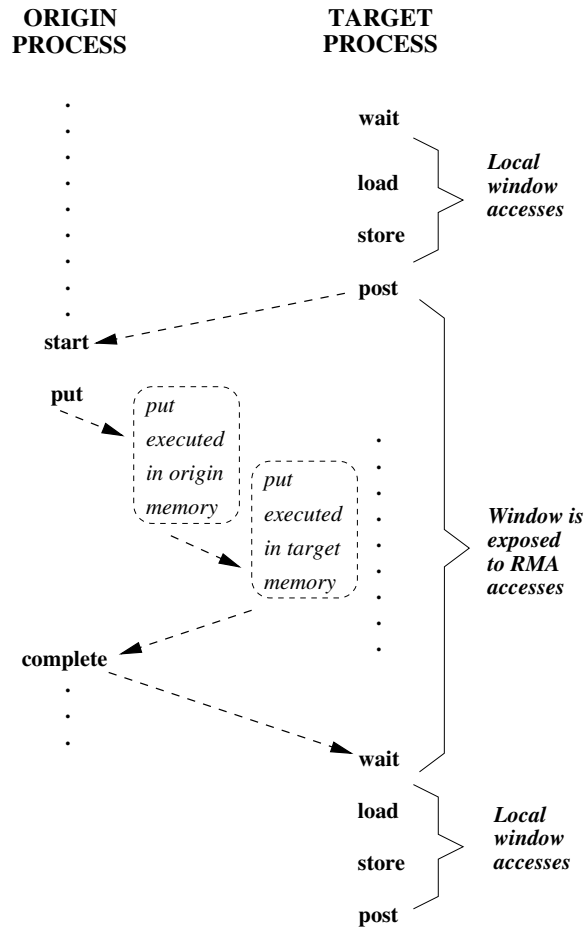 ORIGIN
PROCESS
TARGET
PROCESS
wait
load
store
Local
window
accesses
post
start
put
put
executed
in origin
memory
put
executed
in target
memory
Window is
exposed
to RMA
accesses
complete
wait
load
store
Local
window
accesses
post